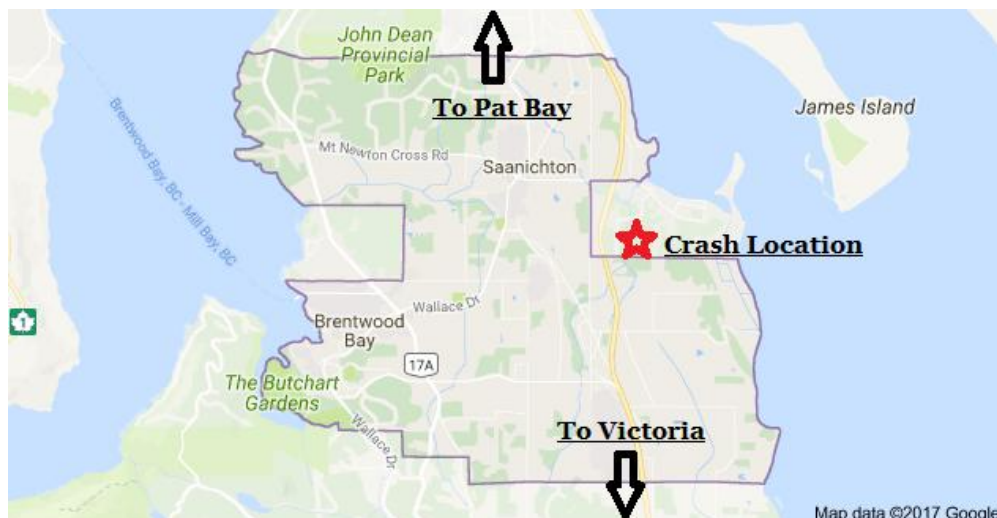 John Dean
Provincial
Park
To Pat Bay
James Island
Mt Newton Cross Rd
Saanichton
Brentwood Bay, BC - Mill Bay, BC
Crash Location
Wallace Dr
1
Brentwood
Bay
17A
The Butchart
Gardens
Wallace Dr
To Victoria
Map data ©2017 Google